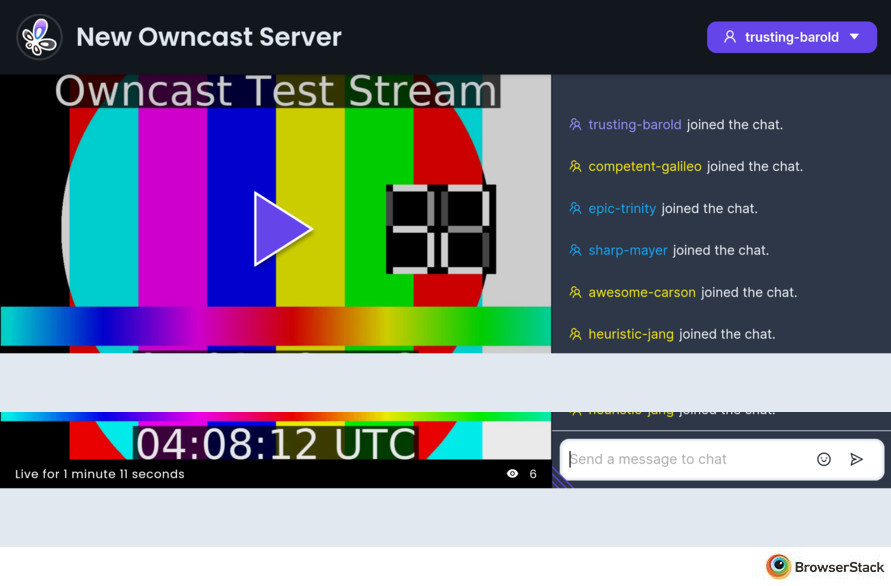 New Owncast Server
trusting-barold
Owncast Test Stream
trusting-barold joined the chat.
competent-galileo joined the chat.
epic-trinity joined the chat.
sharp-mayer joined the chat.
awesome-carson joined the chat.
heuristic-jang joined the chat.
heuristic-jang joined the chat.
04:08:12 UTC
Live for 1 minute 11 seconds
6
Send a message to chat
BrowserStack